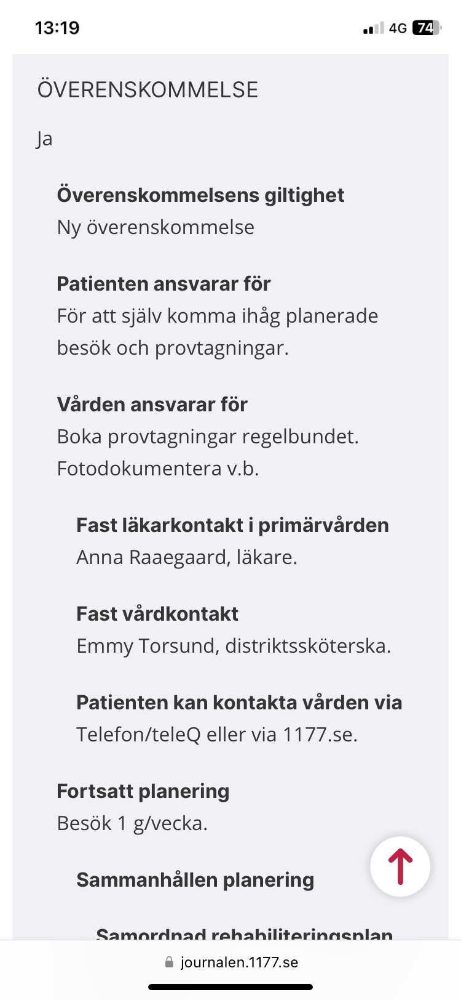 13:19
4G 74
ÖVERENSKOMMELSE
Ja
Överenskommelsens giltighet
Ny överenskommelse
Patienten ansvarar för
För att själv komma ihåg planerade
besök och provtagningar.
Vården ansvarar för
Boka provtagningar regelbundet.
Fotodokumentera v.b.
Fast läkarkontakt i primärvården
Anna Raaegaard, läkare.
Fast vårdkontakt
Emmy Torsund, distriktssköterska.
Patienten kan kontakta vården via
Telefon/teleQ eller via 1177.se.
Fortsatt planering
Besök 1 g/vecka.
Sammanhållen planering
Samordnad rehabiliteringsplan
journalen.1177.se